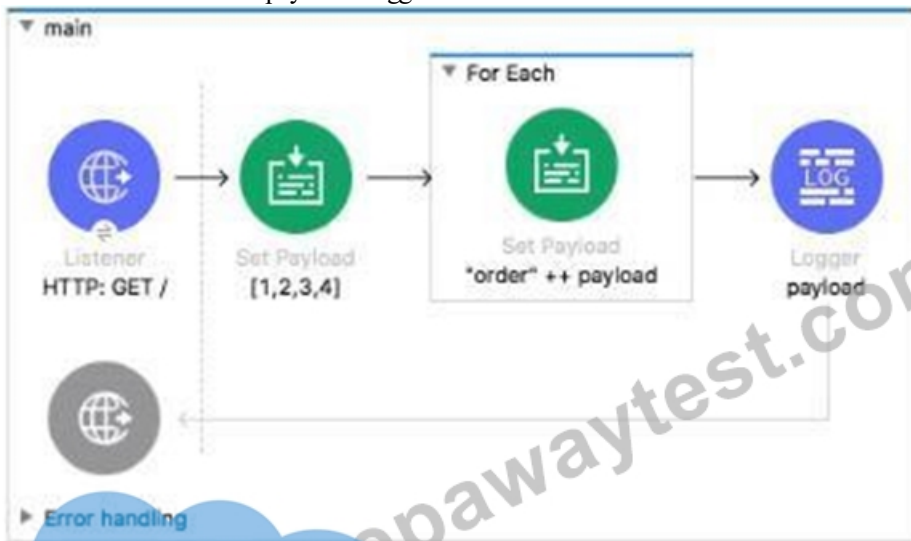 main
For Each
LOG
Listener
HTTP: GET /
Set Payload
[1,2,3,4]
Set Payload
"order" ++ payload
Logger
payload
Error handling